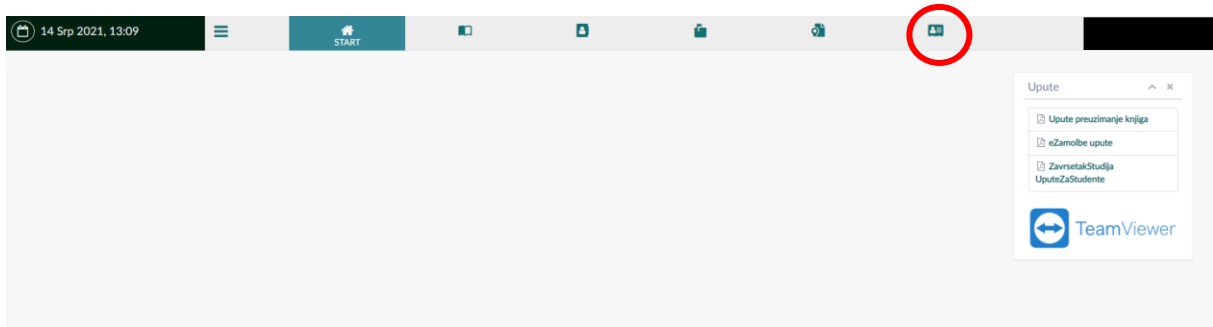 14 Srp 2021, 13:09
START
Upute
Upute preuzimanje knjiga
eZamolbe upute
ZavrsetakStudija
UputeZaStudente
TeamViewer